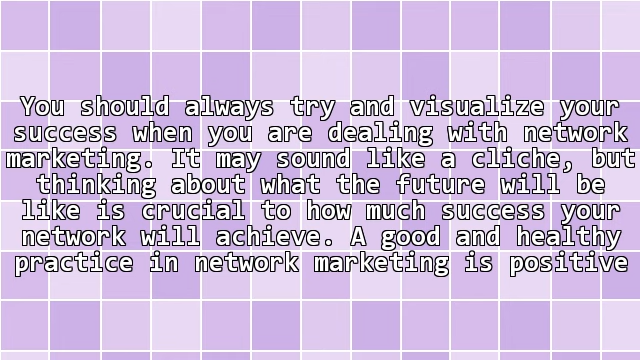 You should always try and visualize your
success when you are dealing with network
marketing. It may sound like a cliche, but
thinking about what the future will be
like is crucial to how much success your
network will achieve. A good and healthy
practice in network marketing is positive